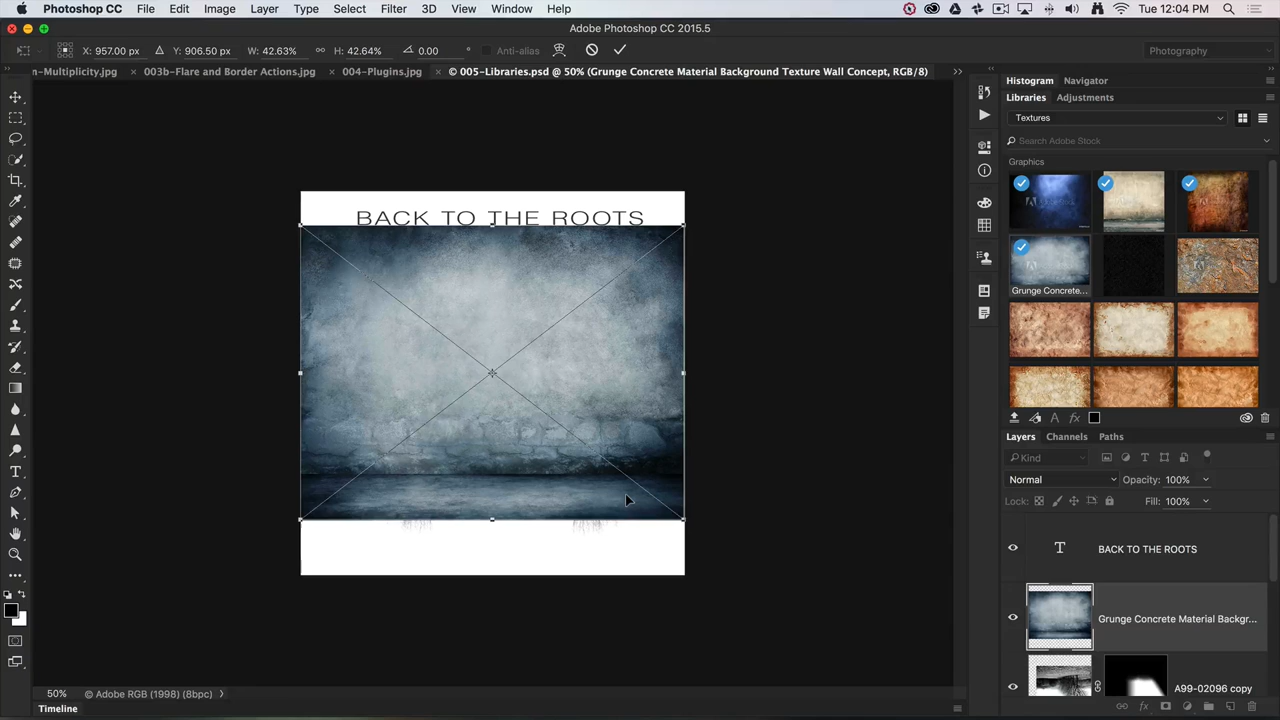 Photoshop CC File Edit Image Layer Type Select Filter 3D View Window Help Tue 12:04 PM
Adobe Photoshop CC 2015.5
X: 957.00 px Y: 906.50 px W: 42.63% H: 42.64% 0.00 ° Anti-alias Photography
n-Multiplicity.jpg 003b-Flare and Border Actions.jpg 004-Plugins.jpg © 005-Libraries.psd @ 50% (Grunge Concrete Material Background Texture Wall Concept, RGB/8)
Histogram Navigator
Libraries Adjustments
Textures
Search Adobe Stock
Graphics
Grunge Concrete...
BACK TO THE ROOTS
Layers Channels Paths
Kind
Normal Opacity: 100%
Lock: Fill: 100%
BACK TO THE ROOTS
Grunge Concrete Material Backgr...
A99-02096 copy
50% © Adobe RGB (1998) (8bpc)
Timeline